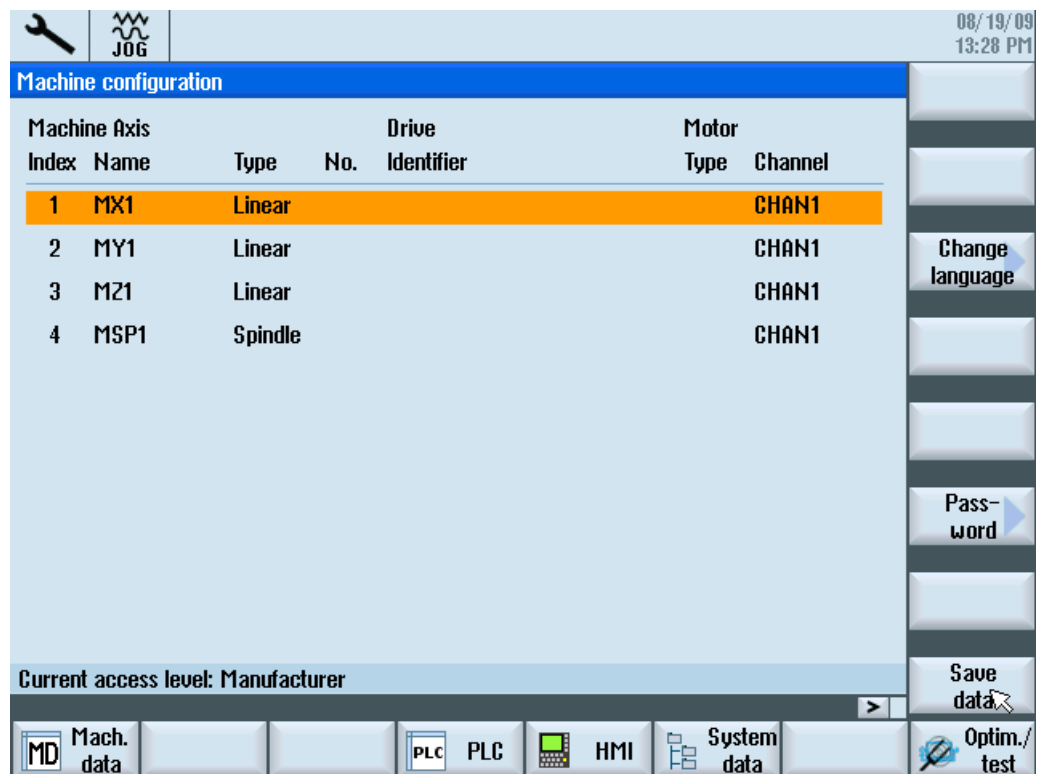 JOG
08/19/09
13:28 PM
Machine configuration
Machine Axis Drive Motor
Index Name Type No. Identifier Type Channel
1 MX1 Linear CHAN1
2 MY1 Linear CHAN1
3 MZ1 Linear CHAN1
4 MSP1 Spindle CHAN1
Change
language
Pass-
word
Current access level: Manufacturer
Save
data
>
MD Mach.
data
PLC PLC
HMI
System
data
Optim./
test